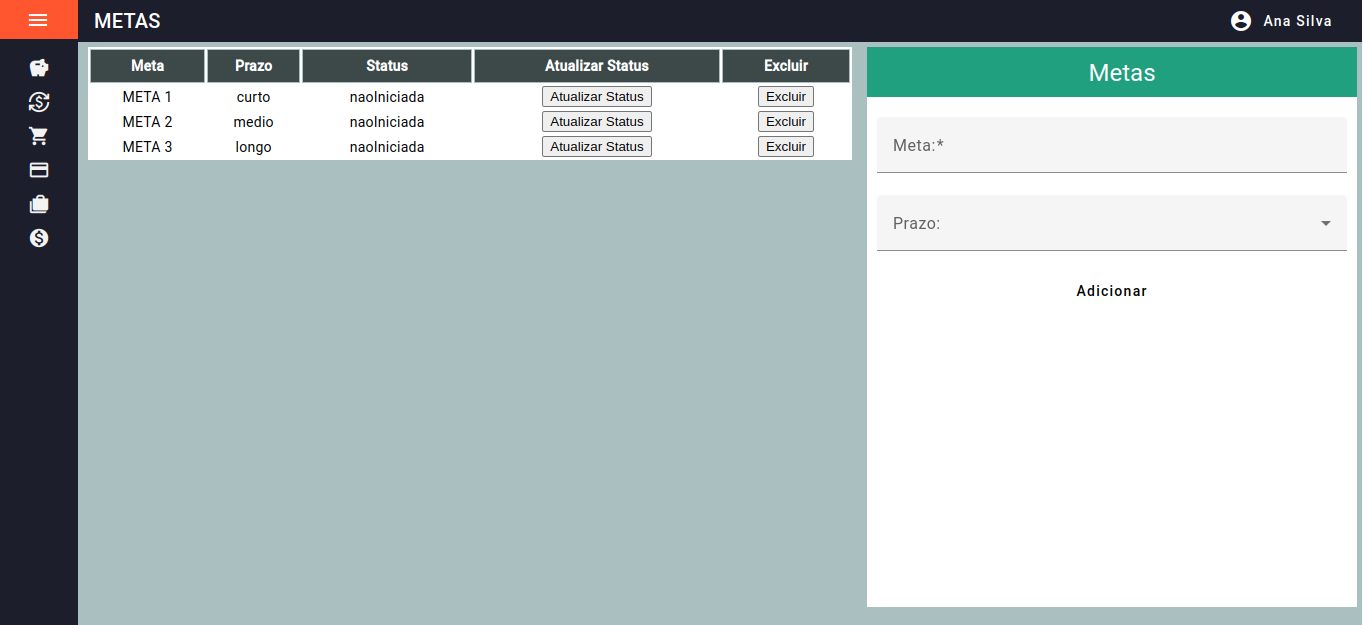 METAS
Ana Silva
Meta Prazo Status Atualizar Status Excluir
META 1 curto naoIniciada Atualizar Status Excluir
META 2 medio naoIniciada Atualizar Status Excluir
META 3 longo naoIniciada Atualizar Status Excluir
Metas
Meta:*
Prazo:
Adicionar